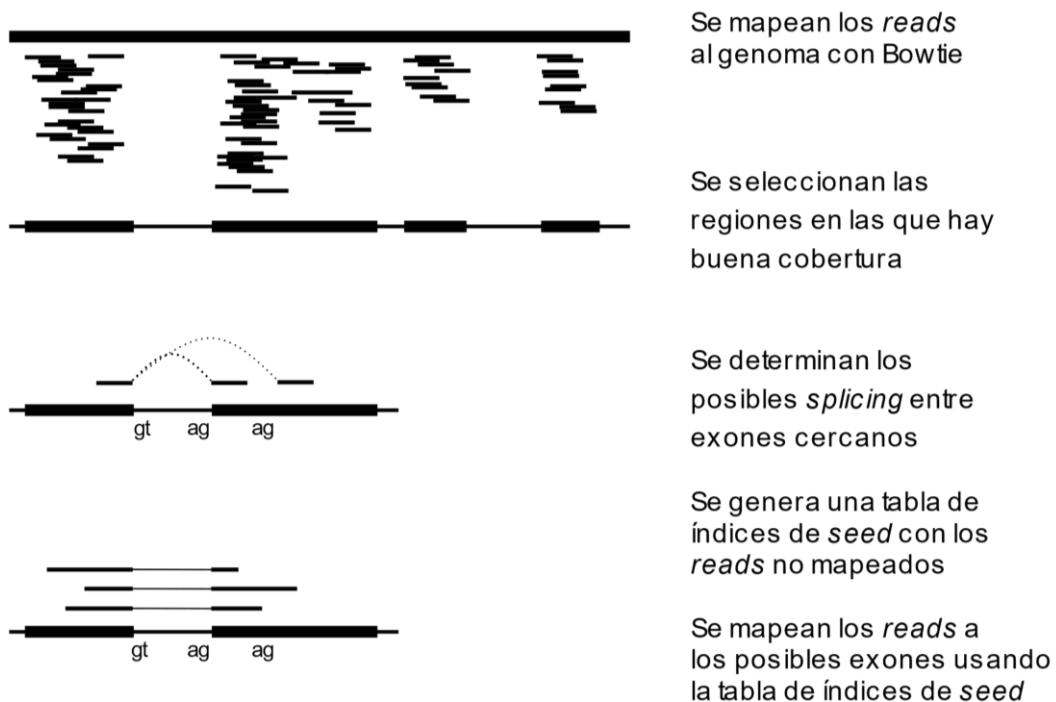 Se mapean los reads
al genoma con Bowtie
Se seleccionan las
regiones en las que hay
buena cobertura
Se determinan los
posibles splicing entre
exones cercanos
gt ag ag
Se genera una tabla de
índices de seed con los
reads no mapeados
Se mapean los reads a
los posibles exones usando
la tabla de índices de seed
gt ag ag